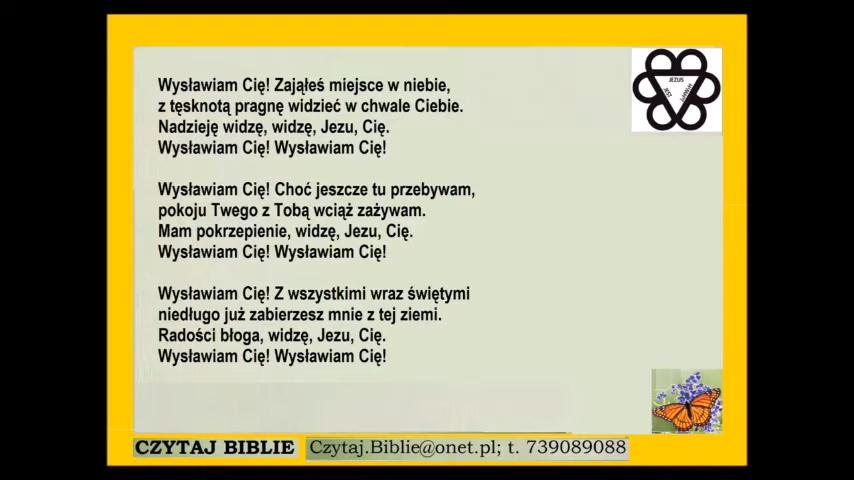 Wysławiam Cię! Zająłeś miejsce w niebie,
z tęsknotą pragnę widzieć w chwale Ciebie.
Nadzieję widzę, widzę, Jezu, Cię.
Wysławiam Cię! Wysławiam Cię!
Wysławiam Cię! Choć jeszcze tu przebywam,
pokoju Twego z Tobą wciąż zażywam.
Mam pokrzepienie, widzę, Jezu, Cię.
Wysławiam Cię! Wysławiam Cię!
Wysławiam Cię! Z wszystkimi wraz świętymi
niedługo już zabierzesz mnie z tej ziemi.
Radości błoga, widzę, Jezu, Cię.
Wysławiam Cię! Wysławiam Cię!
JEZUS
JEST
CZYTAJ BIBLIE
Czytaj.Biblie@onet.pl; t. 739089088